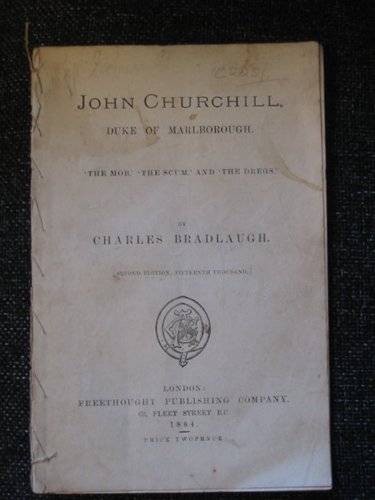 JOHN CHURCHILL,
DUKE OF MARLBOROUGH.
'THE MOB,' 'THE SCUM,' AND 'THE DREGS.'
BY
CHARLES BRADLAUGH.
[SECOND EDITION, FIFTEENTH THOUSAND.]
LONDON:
FREETHOUGHT PUBLISHING COMPANY.
63, FLEET STREET E.C.
1884.
PRICE TWOPENCE